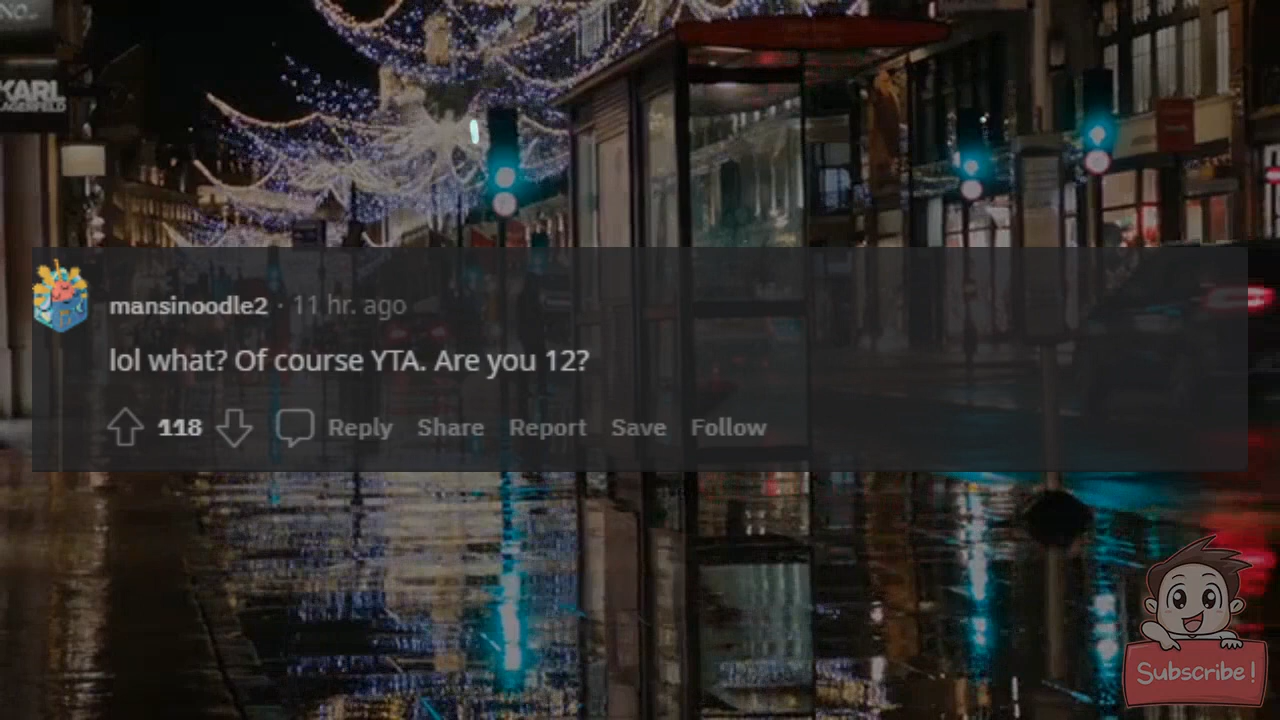 NO..
KARL
LAGERFELD
mansinoodle2 · 11 hr. ago
lol what? Of course YTA. Are you 12?
118 Reply Share Report Save Follow
Subscribe!